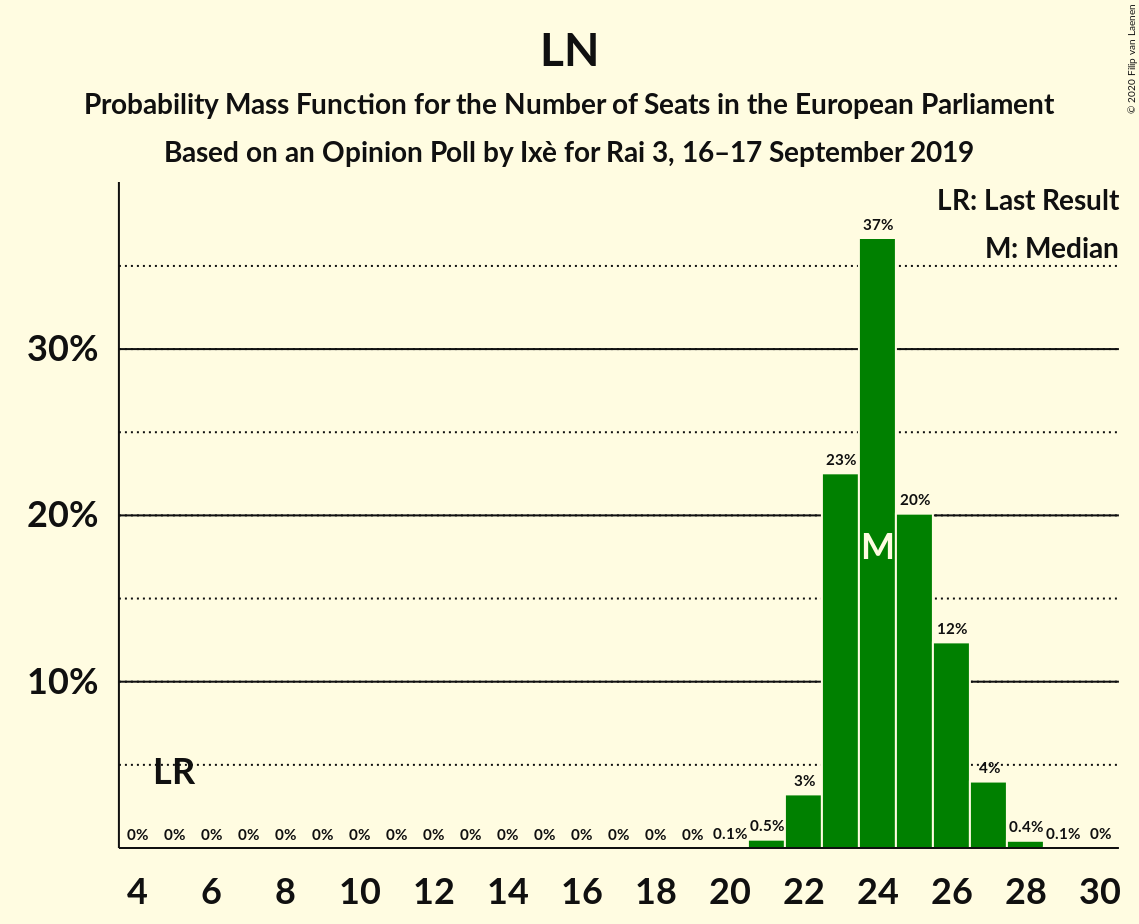 © 2020 Filip van Laenen
LN
Probability Mass Function for the Number of Seats in the European Parliament
Based on an Opinion Poll by Ixè for Rai 3, 16–17 September 2019
LR: Last Result
M: Median
37%
30%
23%
20%
20%
M
12%
10%
LR
3%
4%
0% 0% 0% 0% 0% 0% 0% 0% 0% 0% 0% 0% 0% 0% 0% 0% 0.1% 0.5% 0.4% 0.1% 0%
4 6 8 10 12 14 16 18 20 22 24 26 28 30